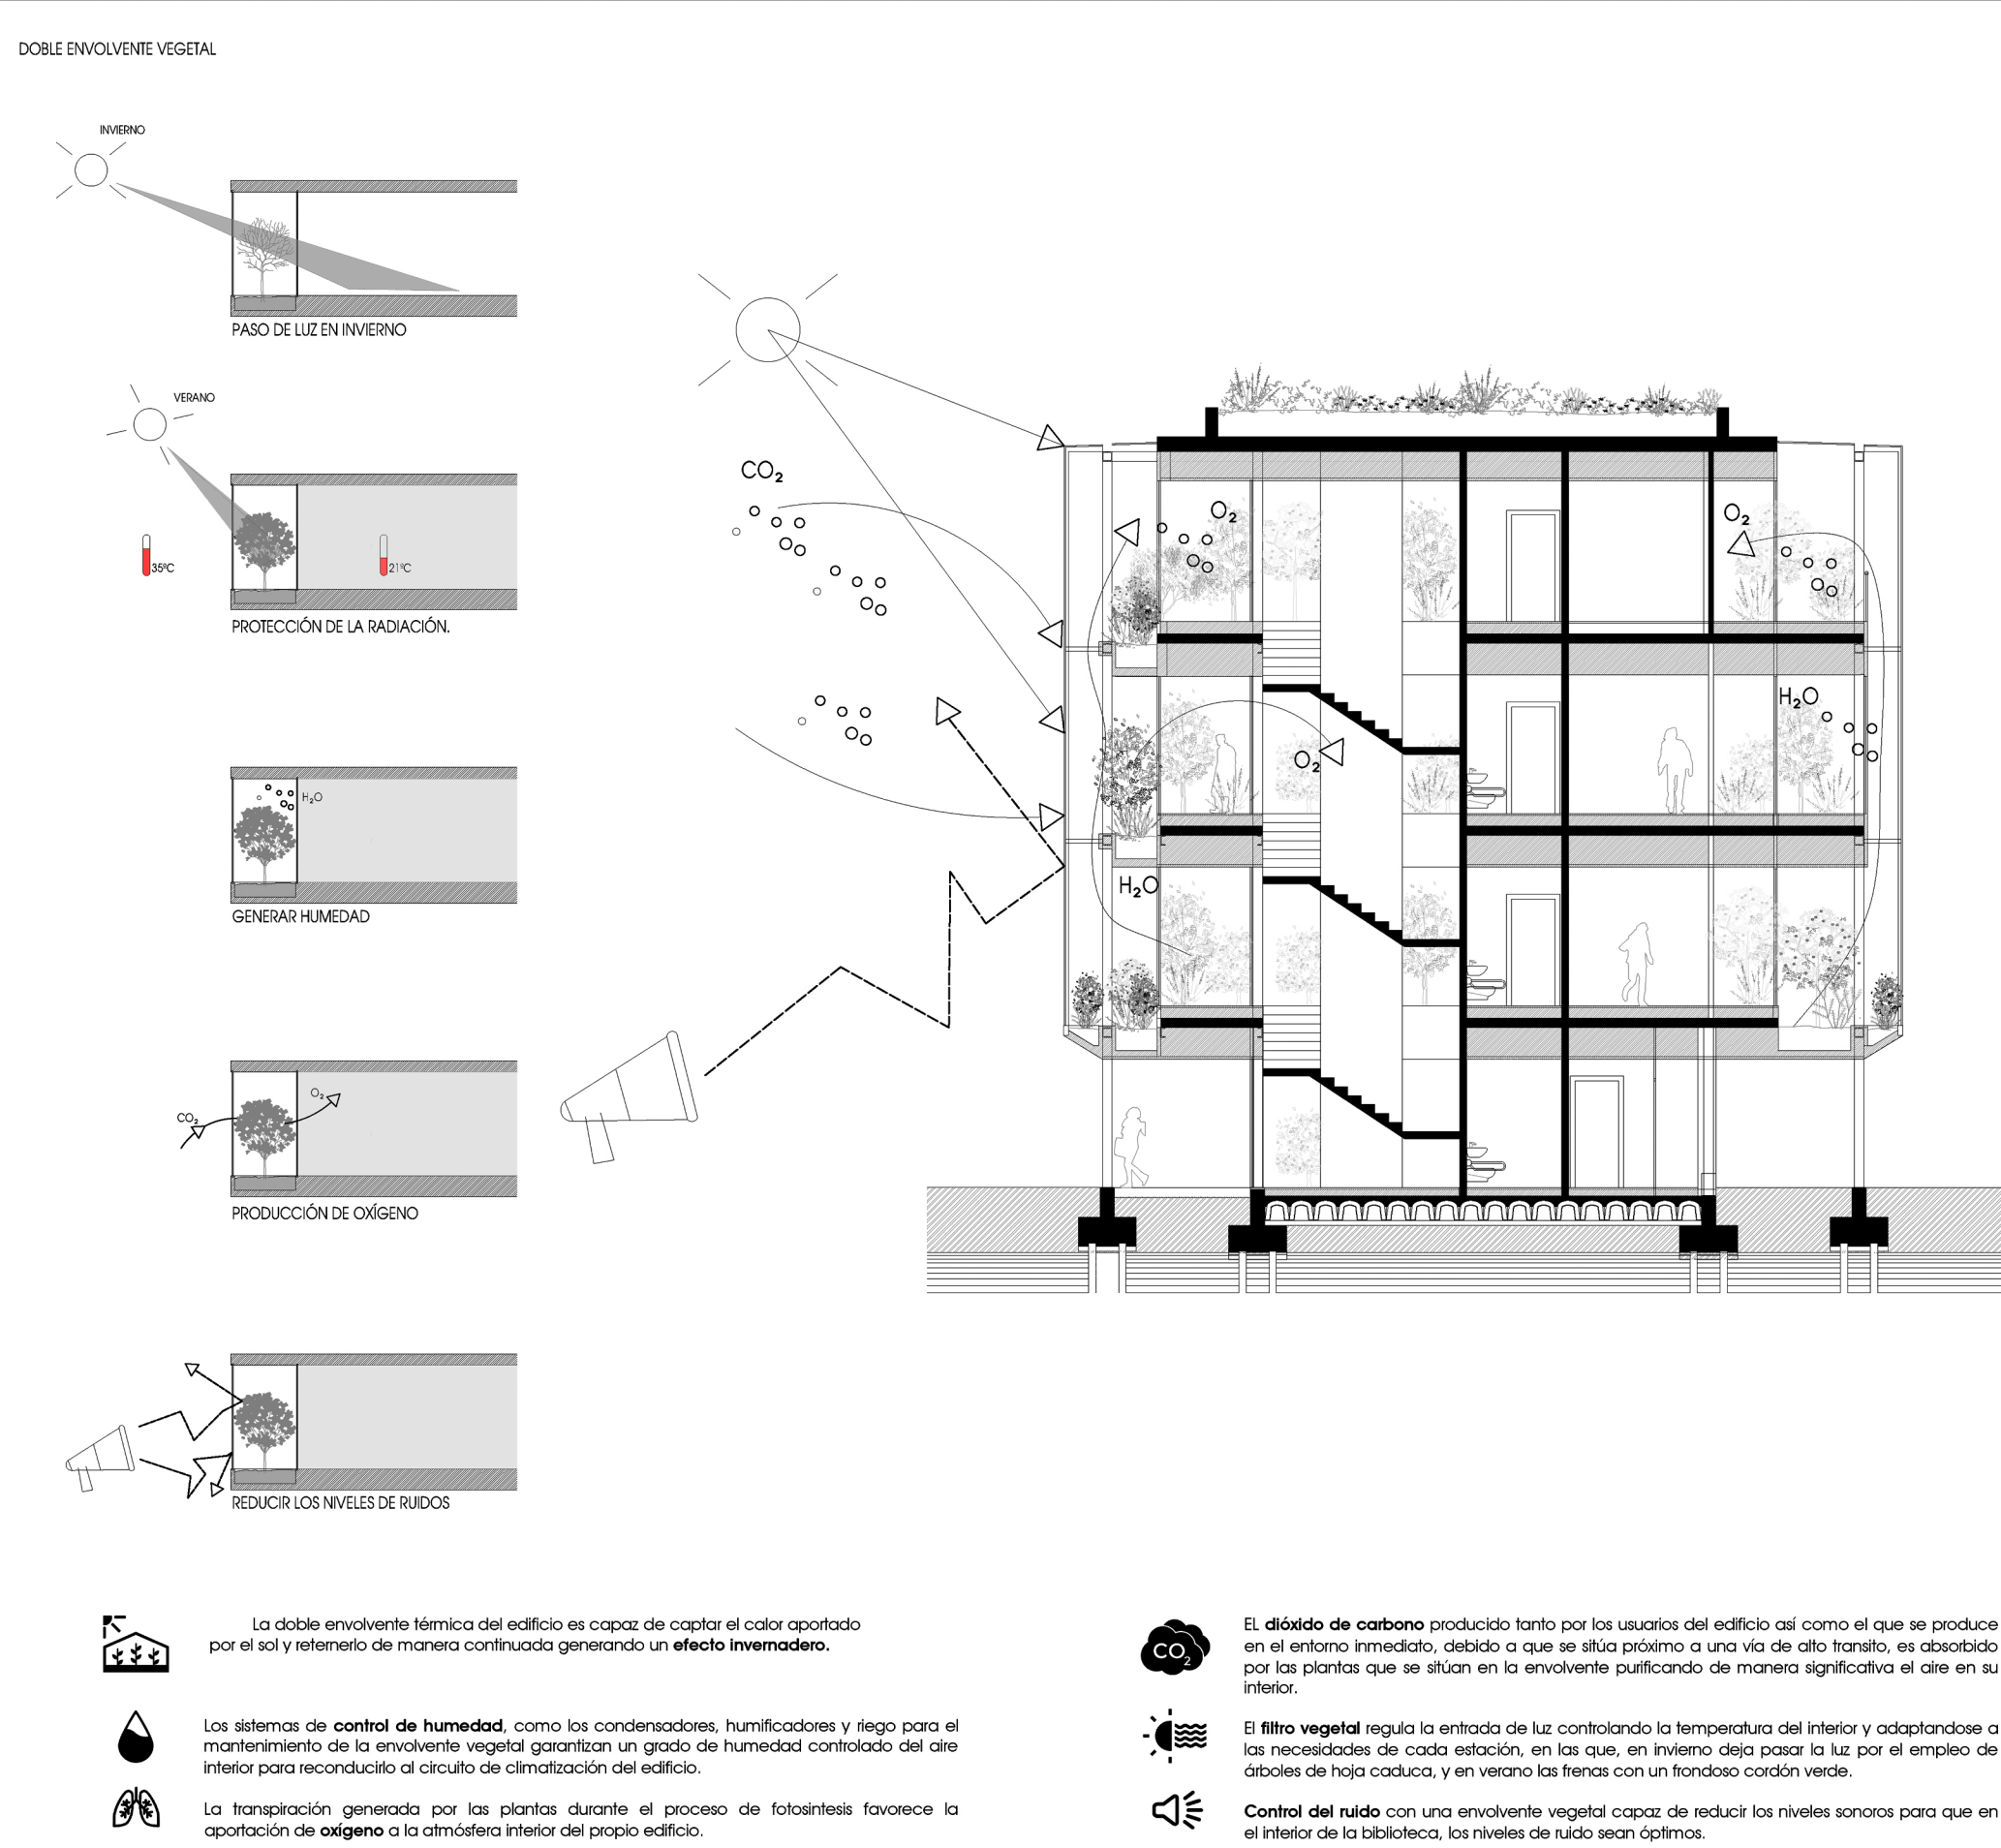 DOBLE ENVOLVENTE VEGETAL
INVIERNO
PASO DE LUZ EN INVIERNO
VERANO
35ºC
21ºC
PROTECCIÓN DE LA RADIACIÓN.
H2O
GENERAR HUMEDAD
CO2
O2
PRODUCCIÓN DE OXÍGENO
REDUCIR LOS NIVELES DE RUIDOS
CO2
O2
O2
H2O
O2
H2O
La doble envolvente térmica del edificio es capaz de captar el calor aportado
por el sol y reternerlo de manera continuada generando un efecto invernadero.
Los sistemas de control de humedad, como los condensadores, humificadores y riego para el
mantenimiento de la envolvente vegetal garantizan un grado de humedad controlado del aire
interior para reconducirlo al circuito de climatización del edificio.
La transpiración generada por las plantas durante el proceso de fotosintesis favorece la
aportación de oxígeno a la atmósfera interior del propio edificio.
CO2
EL dióxido de carbono producido tanto por los usuarios del edificio así como el que se produce
en el entorno inmediato, debido a que se sitúa próximo a una vía de alto transito, es absorbido
por las plantas que se sitúan en la envolvente purificando de manera significativa el aire en su
interior.
El filtro vegetal regula la entrada de luz controlando la temperatura del interior y adaptandose a
las necesidades de cada estación, en las que, en invierno deja pasar la luz por el empleo de
árboles de hoja caduca, y en verano las frenas con un frondoso cordón verde.
Control del ruido con una envolvente vegetal capaz de reducir los niveles sonoros para que en
el interior de la biblioteca, los niveles de ruido sean óptimos.